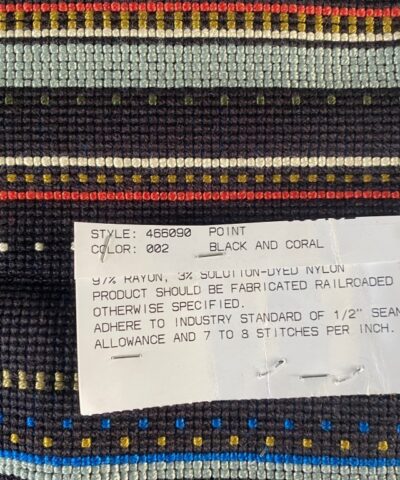 STYLE: 466090 POINT
COLOR: 002 BLACK AND CORAL
97% RAYON, 3% SOLUTION-DYED NYLON
PRODUCT SHOULD BE FABRICATED RAILROADED
OTHERWISE SPECIFIED.
ADHERE TO INDUSTRY STANDARD OF 1/2" SEAM
ALLOWANCE AND 7 TO 8 STITCHES PER INCH.